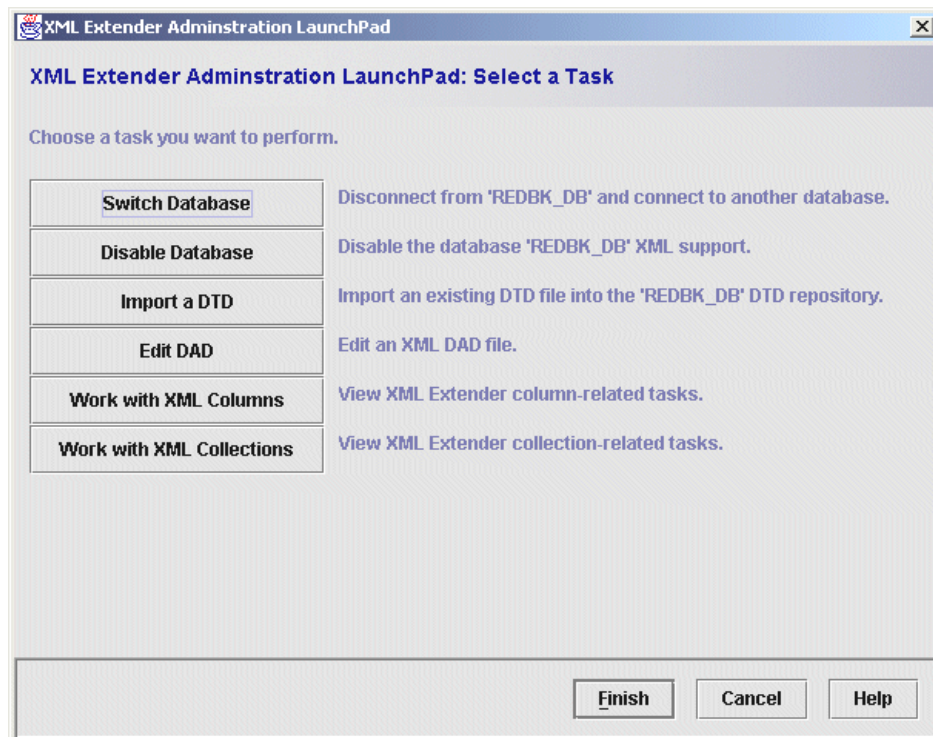 XML Extender Adminstration LaunchPad
XML Extender Adminstration LaunchPad: Select a Task
Choose a task you want to perform.
Switch Database
Disconnect from 'REDBK_DB' and connect to another database.
Disable Database
Disable the database 'REDBK_DB' XML support.
Import a DTD
Import an existing DTD file into the 'REDBK_DB' DTD repository.
Edit DAD
Edit an XML DAD file.
Work with XML Columns
View XML Extender column-related tasks.
Work with XML Collections
View XML Extender collection-related tasks.
Finish
Cancel
Help